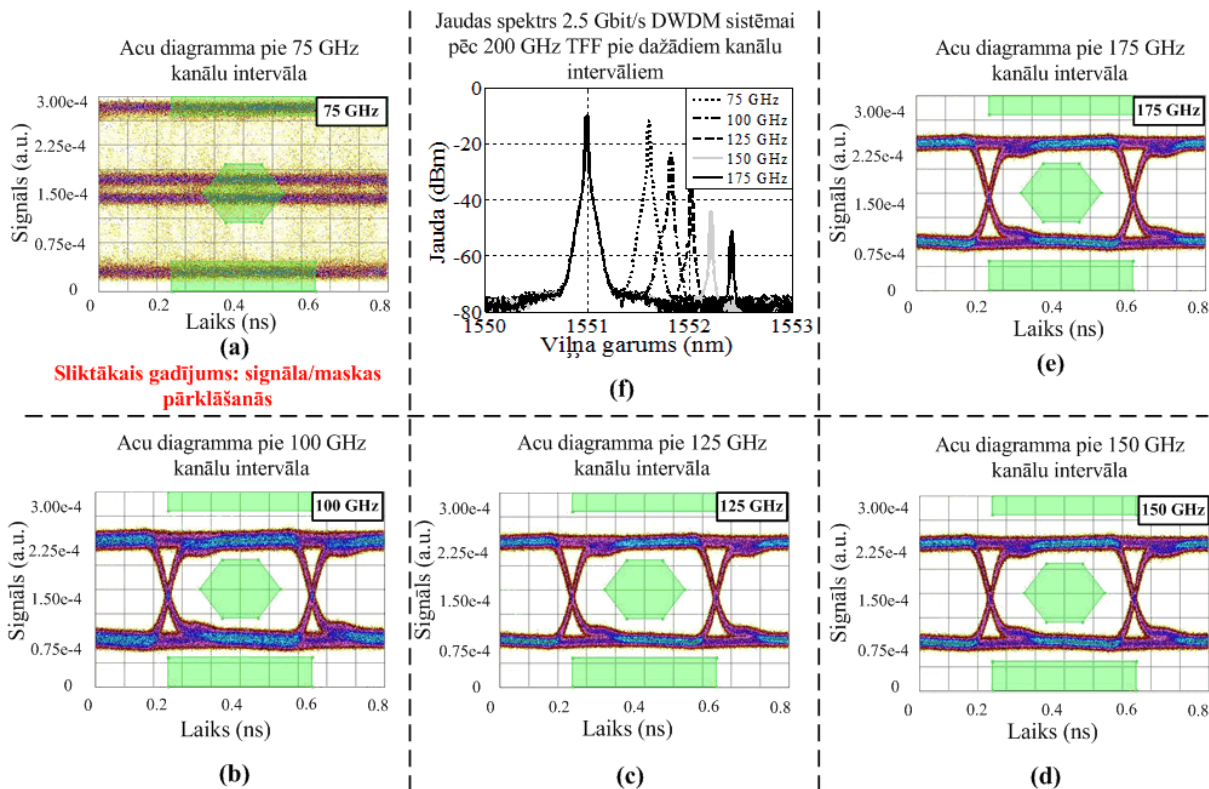 Acu diagramma pie 75 GHz
kanālu intervāla
3.00e-4
2.25e-4
1.50e-4
0.75e-4
0
Signāls (a.u.)
75 GHz
0 0.2 0.4 0.6 0.8
Laiks (ns)
(a)
Sliktākais gadījums: signāla/maskas
pārklāšanās
Jaudas spektrs 2.5 Gbit/s DWDM sistēmai
pēc 200 GHz TFF pie dažādiem kanālu
intervāliem
0
-20
-40
-60
-80
Jauda (dBm)
75 GHz
100 GHz
125 GHz
150 GHz
175 GHz
1550 1551 1552 1553
Viļņa garums (nm)
(f)
Acu diagramma pie 175 GHz
kanālu intervāla
3.00e-4
2.25e-4
1.50e-4
0.75e-4
0
Signāls (a.u.)
175 GHz
0 0.2 0.4 0.6 0.8
Laiks (ns)
(e)
Acu diagramma pie 100 GHz
kanālu intervāla
3.00e-4
2.25e-4
1.50e-4
0.75e-4
0
Signāls (a.u.)
100 GHz
0 0.2 0.4 0.6 0.8
Laiks (ns)
(b)
Acu diagramma pie 125 GHz
kanālu intervāla
3.00e-4
2.25e-4
1.50e-4
0.75e-4
0
Signāls (a.u.)
125 GHz
0 0.2 0.4 0.6 0.8
Laiks (ns)
(c)
Acu diagramma pie 150 GHz
kanālu intervāla
3.00e-4
2.25e-4
1.50e-4
0.75e-4
0
Signāls (a.u.)
150 GHz
0 0.2 0.4 0.6 0.8
Laiks (ns)
(d)